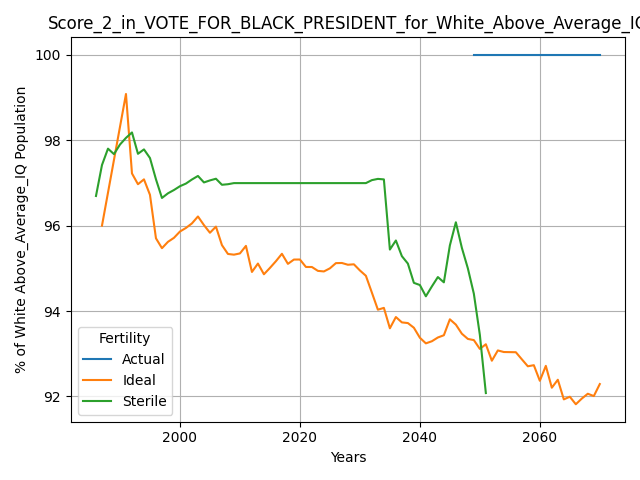 Score_2_in_VOTE_FOR_BLACK_PRESIDENT_for_White_Above_Average_IQ
% of White Above_Average_IQ Population
100
98
96
94
92
Fertility
Actual
Ideal
Sterile
2000
2020
2040
2060
Years